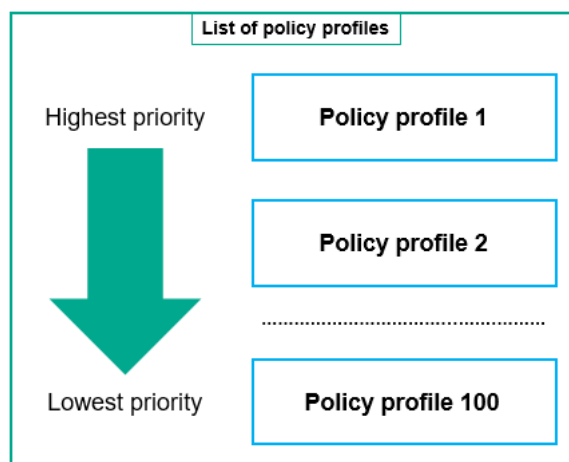 List of policy profiles
Highest priority
Policy profile 1
Policy profile 2
Lowest priority
Policy profile 100